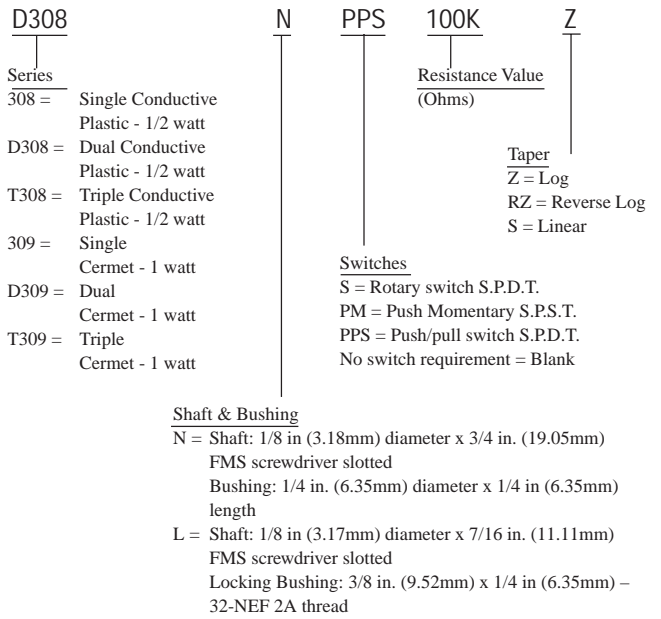 D308 N PPS 100K Z
Series
308 = Single Conductive
Plastic - 1/2 watt
D308 = Dual Conductive
Plastic - 1/2 watt
T308 = Triple Conductive
Plastic - 1/2 watt
309 = Single
Cermet - 1 watt
D309 = Dual
Cermet - 1 watt
T309 = Triple
Cermet - 1 watt
Resistance Value
(Ohms)
Taper
Z = Log
RZ = Reverse Log
S = Linear
Switches
S = Rotary switch S.P.D.T.
PM = Push Momentary S.P.S.T.
PPS = Push/pull switch S.P.D.T.
No switch requirement = Blank
Shaft & Bushing
N = Shaft: 1/8 in (3.18mm) diameter x 3/4 in. (19.05mm)
FMS screwdriver slotted
Bushing: 1/4 in. (6.35mm) diameter x 1/4 in (6.35mm)
length
L = Shaft: 1/8 in (3.17mm) diameter x 7/16 in. (11.11mm)
FMS screwdriver slotted
Locking Bushing: 3/8 in. (9.52mm) x 1/4 in (6.35mm) –
32-NEF 2A thread